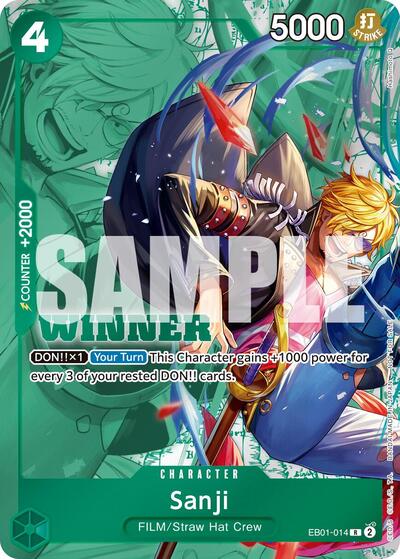 4
5000
打
STRIKE
COUNTER +2000
SAMPLE
WINNER
DON!!×1 Your Turn This Character gains +1000 power for
every 3 of your rested DON!! cards.
CHARACTER
Sanji
FILM/Straw Hat Crew
EB01-014 R 2